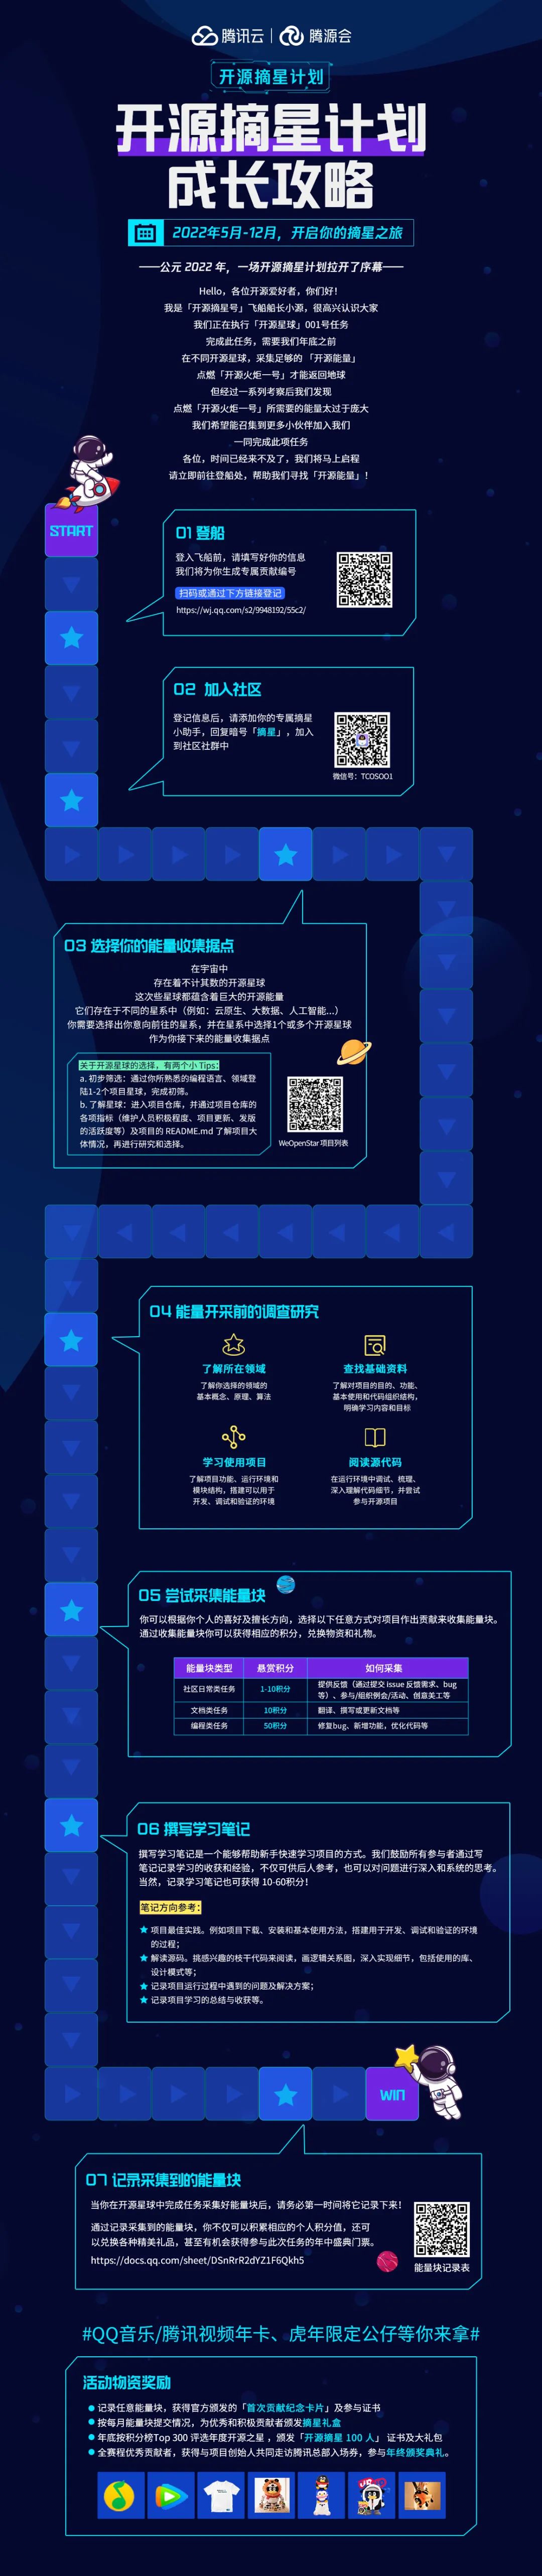 腾讯云 腾源会
开源摘星计划
开源摘星计划
成长攻略
2022年5月-12月，开启你的摘星之旅
——公元 2022 年，一场开源摘星计划拉开了序幕——
Hello，各位开源爱好者，你们好！
我是「开源摘星号」飞船船长小源，很高兴认识大家
我们正在执行「开源星球」001号任务
完成此任务，需要我们年底之前
在不同开源星球，采集足够的「开源能量」
点燃「开源火炬一号」才能返回地球
但经过一系列考察后我们发现
点燃「开源火炬一号」所需要的能量太过于庞大
我们希望能召集到更多小伙伴加入我们
一同完成此项任务
各位，时间已经来不及了，我们将马上启程
请立即前往登船处，帮助我们寻找「开源能量」！
START
01 登船
登入飞船前，请填写好你的信息
我们将为你生成专属贡献编号
扫码或通过下方链接登记
https://wj.qq.com/s2/9948192/55c2/
02 加入社区
登记信息后，请添加你的专属摘星
小助手，回复暗号「摘星」，加入
到社区社群中
微信号：TCOSOO1
03 选择你的能量收集据点
在宇宙中
存在着不计其数的开源星球
这次些星球都蕴含着巨大的开源能量
它们存在于不同的星系中（例如：云原生、大数据、人工智能...）
你需要选择出你意向前往的星系，并在星系中选择1个或多个开源星球
作为你接下来的能量收集据点
关于开源星球的选择，有两个小 Tips:
a. 初步筛选：通过你所熟悉的编程语言、领域登
陆1-2个项目星球，完成初筛。
b. 了解星球：进入项目仓库，并通过项目仓库的
各项指标（维护人员积极程度、项目更新、发版
的活跃度等）及项目的 README.md 了解项目大
体情况，再进行研究和选择。
WeOpenStar 项目列表
04 能量开采前的调查研究
了解所在领域
了解你选择的领域的
基本概念、原理、算法
查找基础资料
了解对项目的目的、功能、
基本使用和代码组织结构，
明确学习内容和目标
学习使用项目
了解项目功能、运行环境和
模块结构，搭建可以用于
开发、调试和验证的环境
阅读源代码
在运行环境中调试、梳理、
深入理解代码细节，并尝试
参与开源项目
05 尝试采集能量块
你可以根据你个人的喜好及擅长方向，选择以下任意方式对项目作出贡献来收集能量块。
通过收集能量块你可以获得相应的积分，兑换物资和礼物。
能量块类型 悬赏积分 如何采集
社区日常类任务 1-10积分 提供反馈（通过提交 issue 反馈需求、bug
等）、参与/组织例会/活动、创意美工等
文档类任务 10积分 翻译、撰写或更新文档等
编程类任务 50积分 修复bug、新增功能，优化代码等
06 撰写学习笔记
撰写学习笔记是一个能够帮助新手快速学习项目的方式。我们鼓励所有参与者通过写
笔记记录学习的收获和经验，不仅可供后人参考，也可以对问题进行深入和系统的思考。
当然，记录学习笔记也可获得 10-60积分！
笔记方向参考：
项目最佳实践。例如项目下载、安装和基本使用方法，搭建用于开发、调试和验证的环境
的过程；
解读源码。挑感兴趣的枝干代码来阅读，画逻辑关系图，深入实现细节，包括使用的库、
设计模式等；
记录项目运行过程中遇到的问题及解决方案；
记录项目学习的总结与收获等。
WIN
07 记录采集到的能量块
当你在开源星球中完成任务采集好能量块后，请务必第一时间将它记录下来！
通过记录采集到的能量块，你不仅可以积累相应的个人积分值，还可
以兑换各种精美礼品，甚至有机会获得参与此次任务的年中盛典门票。
https://docs.qq.com/sheet/DSnRrR2dYZ1F6Qkh5
能量块记录表
#QQ音乐/腾讯视频年卡、虎年限定公仔等你来拿#
活动物资奖励
记录任意能量块，获得官方颁发的「首次贡献纪念卡片」及参与证书
按每月能量块提交情况，为优秀和积极贡献者颁发摘星礼盒
年底按积分榜Top 300 评选年度开源之星，颁发「开源摘星 100 人」 证书及大礼包
全赛程优秀贡献者，获得与项目创始人共同走访腾讯总部入场券，参与年终颁奖典礼。